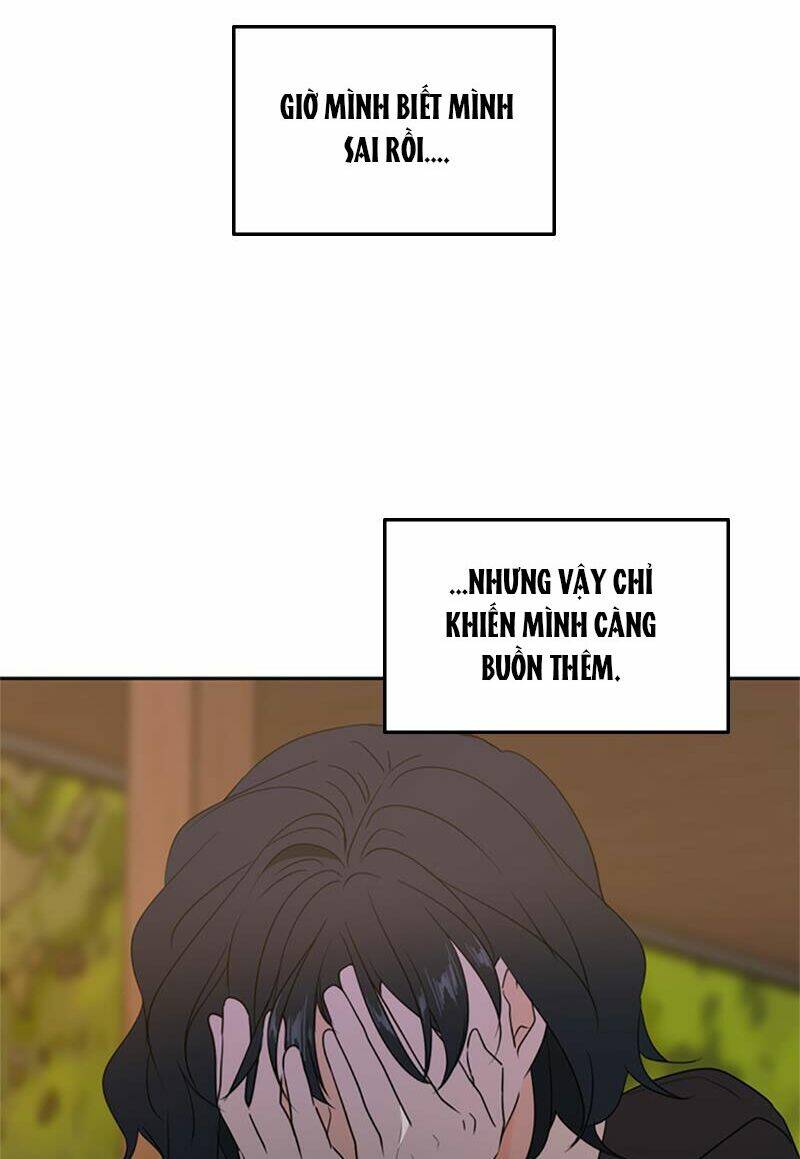 GIỜ MÌNH BIẾT MÌNH
SAI RỒI....
...NHƯNG VẬY CHỈ
KHIẾN MÌNH CÀNG
BUỒN THÊM.